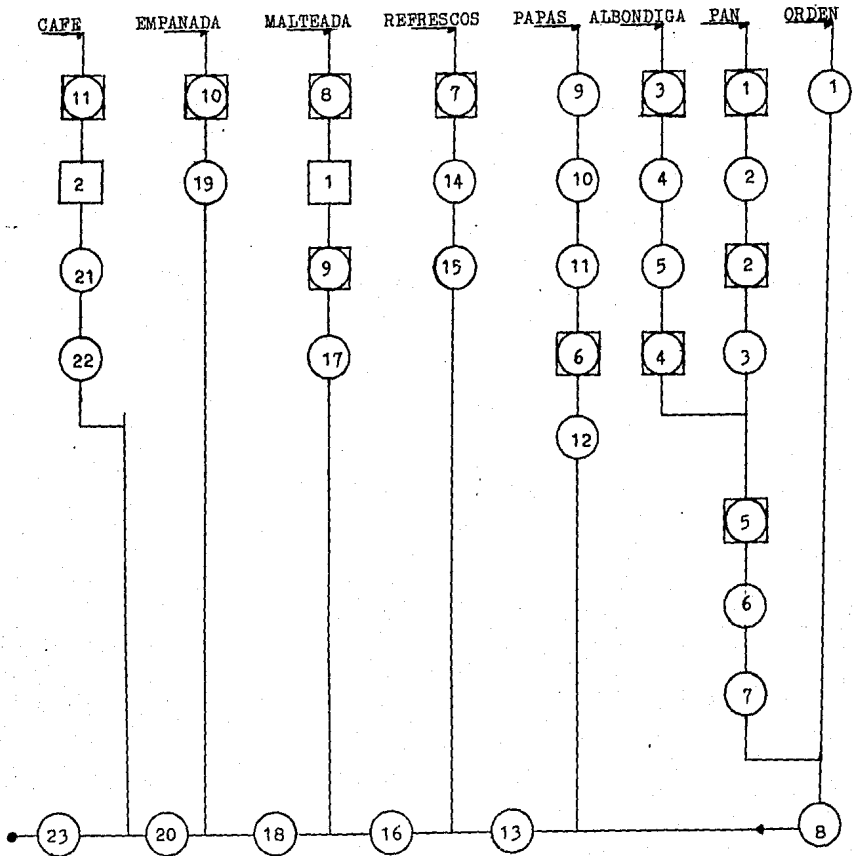 CAFE EMPANADA MALTEADA REFRESCOS PAPAS ALBONDIGA PAN ORDEN
11 10 8 7 9 3 1 1
2 19 1 14 10 4 2
21 9 15 11 5 2
22 17 6 4 3
12
5
6
7
23 20 18 16 13 8